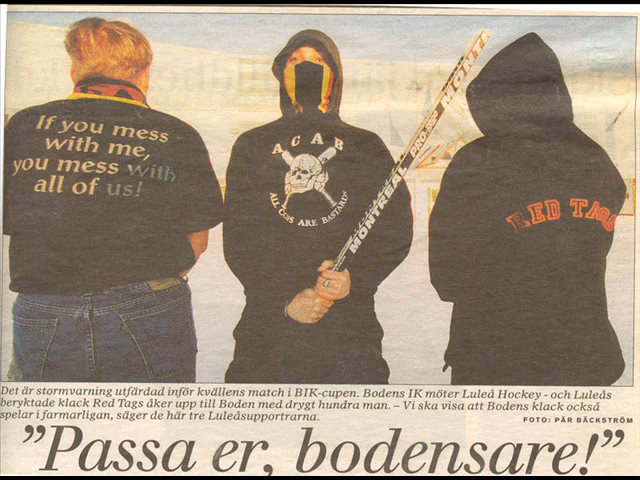 If you mess
with me,
you mess with
all of us!
ACAB
ALL COPS ARE BASTARDS
MONTREAL PRO MONT
RED TAGS
Det är stormvarning utfärdad inför kvällens match i BIK-cupen. Bodens IK möter Luleå Hockey - och Luleås
beryktade klack Red Tags åker upp till Boden med drygt hundra man. – Vi ska visa att Bodens klack också
spelar i farmarligan, säger de här tre Luleåsupportrarna.
FOTO: PÄR BÄCKSTRÖM
"Passa er, bodensare!"